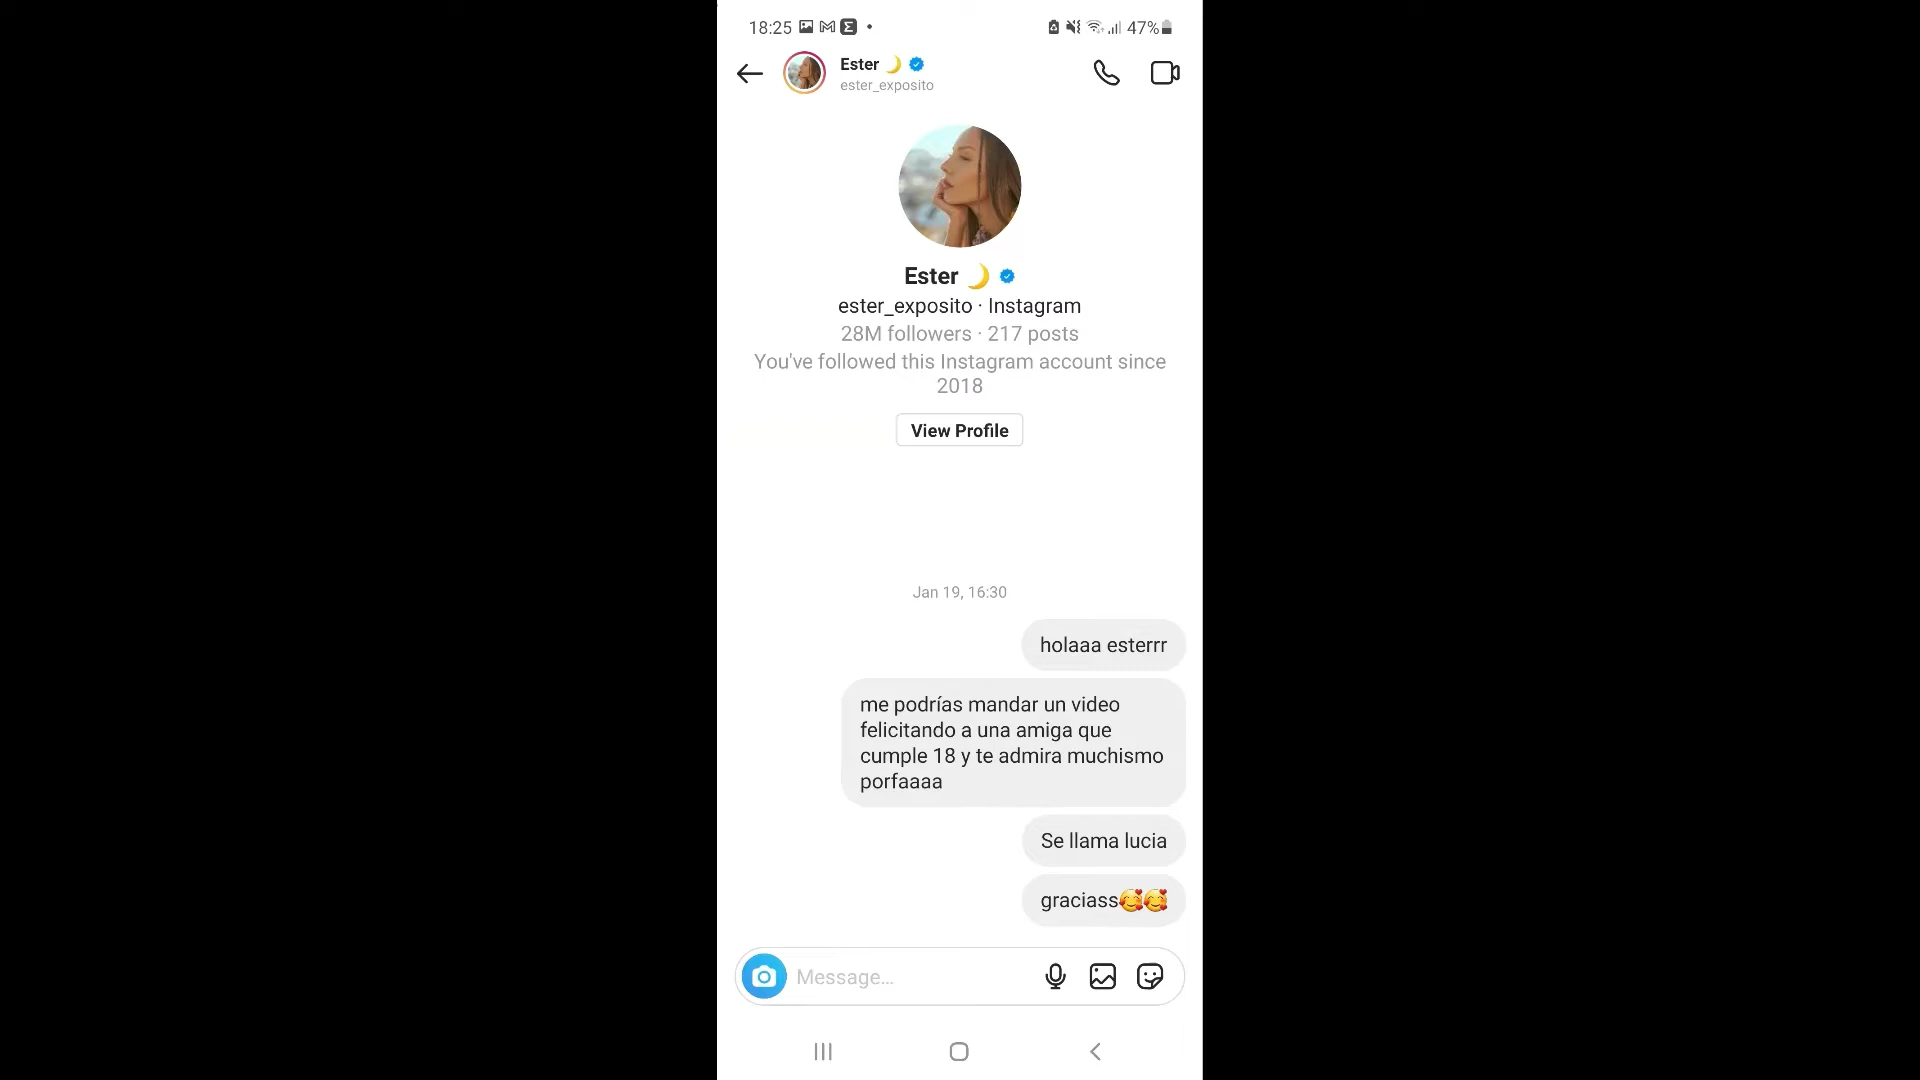 18:25
47%
Ester 🌙
ester_exposito
Ester 🌙
ester_exposito · Instagram
28M followers · 217 posts
You've followed this Instagram account since
2018
View Profile
Jan 19, 16:30
holaaa esterrr
me podrías mandar un video
felicitando a una amiga que
cumple 18 y te admira muchismo
porfaaaa
Se llama lucia
graciass🥰🥰
Message...